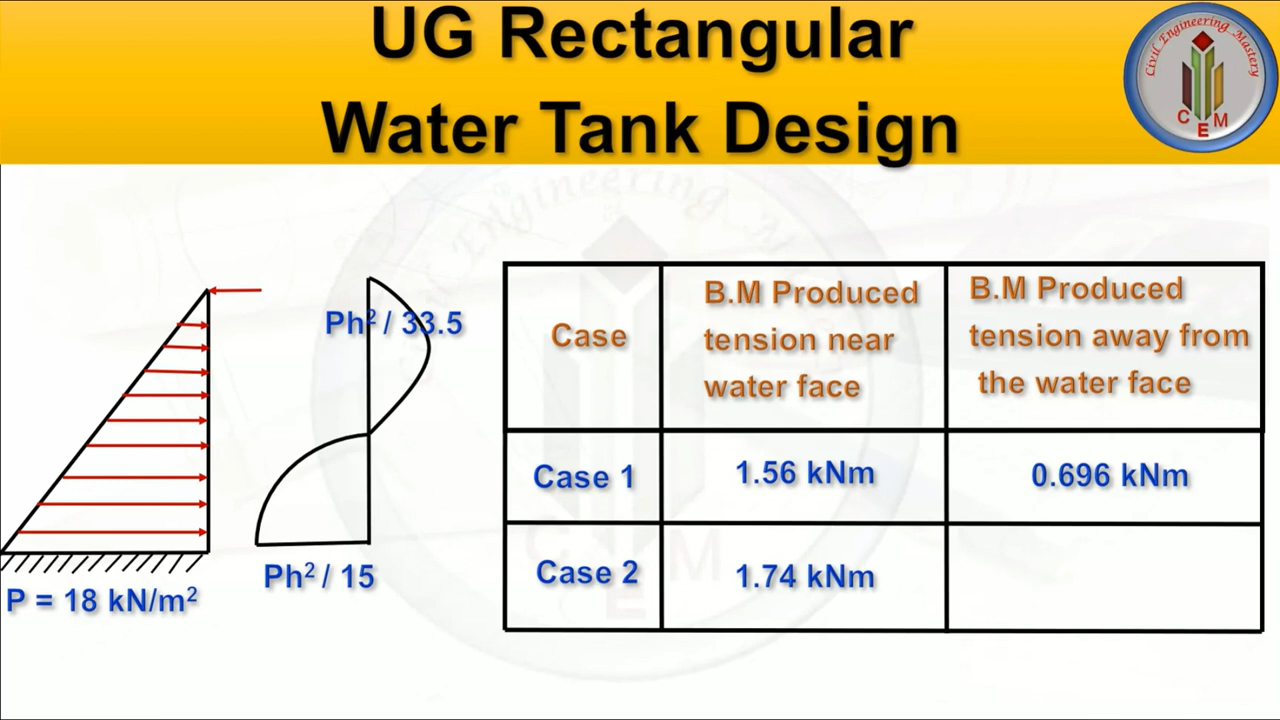 UG Rectangular
Water Tank Design
Civil Engineering Mastery
C E M
Ph² / 33.5
Ph² / 15
P = 18 kN/m²
Case
B.M Produced
tension near
water face
B.M Produced
tension away from
the water face
Case 1
1.56 kNm
0.696 kNm
Case 2
1.74 kNm